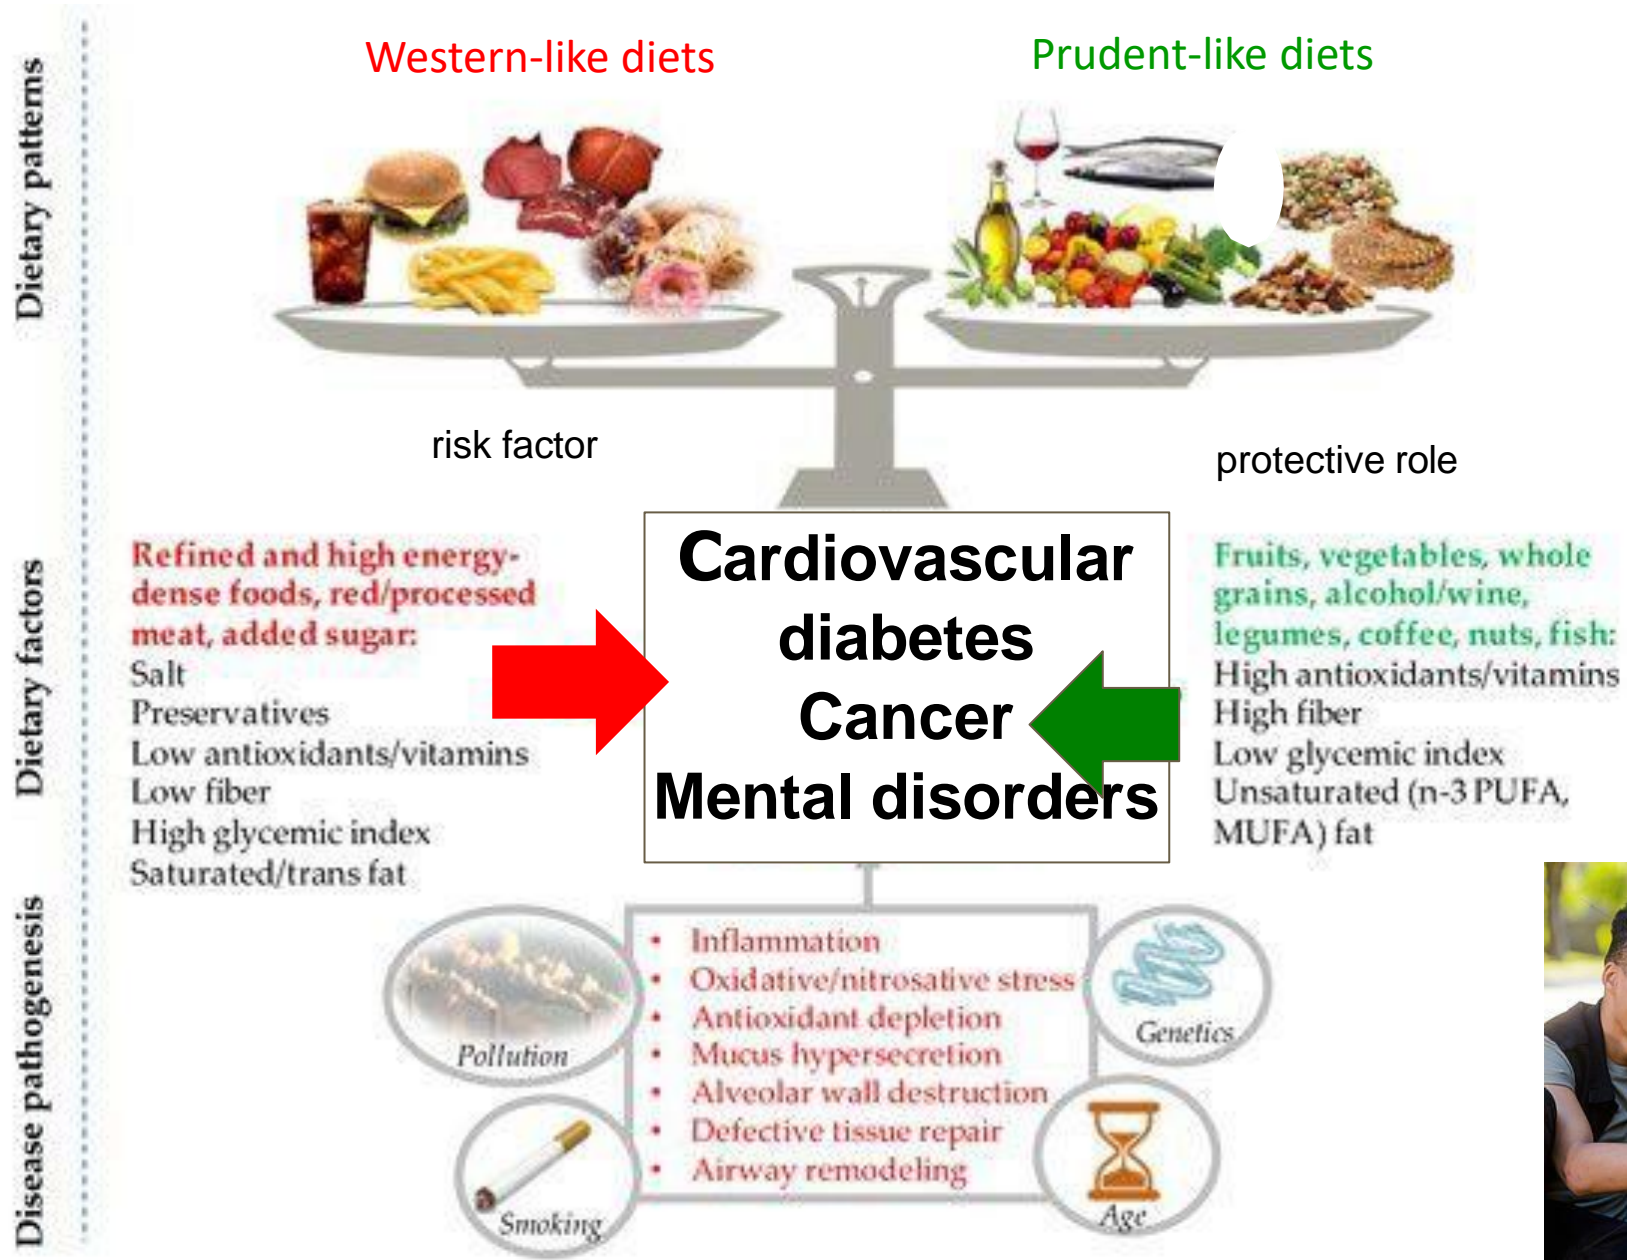 Western-like diets
Prudent-like diets
Dietary patterns
risk factor
protective role
Dietary factors
Refined and high energy-
dense foods, red/processed
meat, added sugar:
Salt
Preservatives
Low antioxidants/vitamins
Low fiber
High glycemic index
Saturated/trans fat
Cardiovascular
diabetes
Cancer
Mental disorders
Fruits, vegetables, whole
grains, alcohol/wine,
legumes, coffee, nuts, fish:
High antioxidants/vitamins
High fiber
Low glycemic index
Unsaturated (n-3 PUFA,
MUFA) fat
Disease pathogenesis
Pollution
Smoking
• Inflammation
• Oxidative/nitrosative stress
• Antioxidant depletion
• Mucus hypersecretion
• Alveolar wall destruction
• Defective tissue repair
• Airway remodeling
Genetics
Age